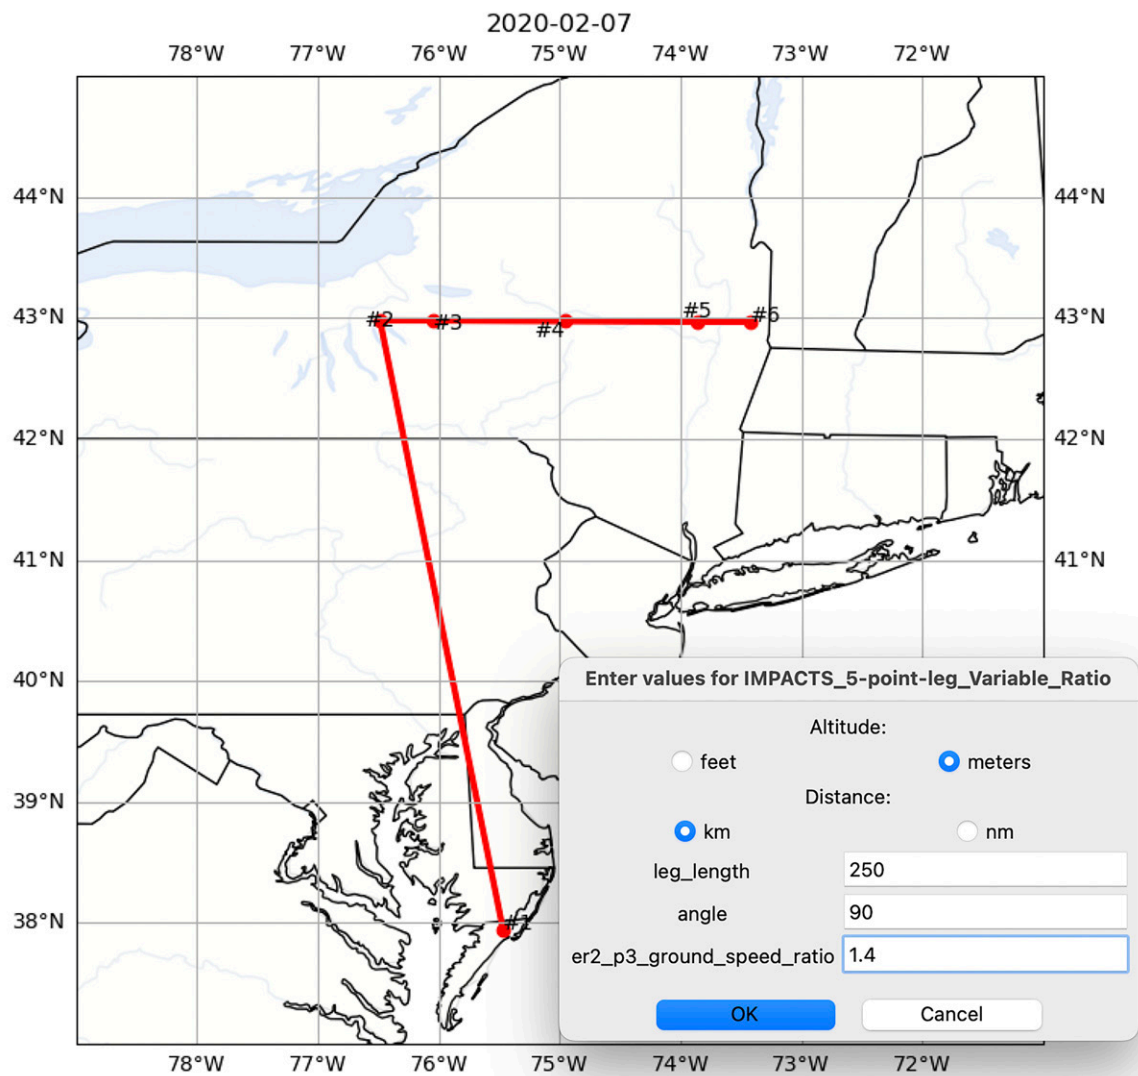 2020-02-07
78°W 77°W 76°W 75°W 74°W 73°W 72°W
44°N 44°N
#5 #6
43°N #2 #3 #4 43°N
42°N 42°N
41°N 41°N
40°N
39°N
38°N #1
78°W 77°W 76°W 75°W 74°W 73°W 72°W
Enter values for IMPACTS_5-point-leg_Variable_Ratio
Altitude:
feet meters
Distance:
km nm
leg_length 250
angle 90
er2_p3_ground_speed_ratio 1.4
OK Cancel